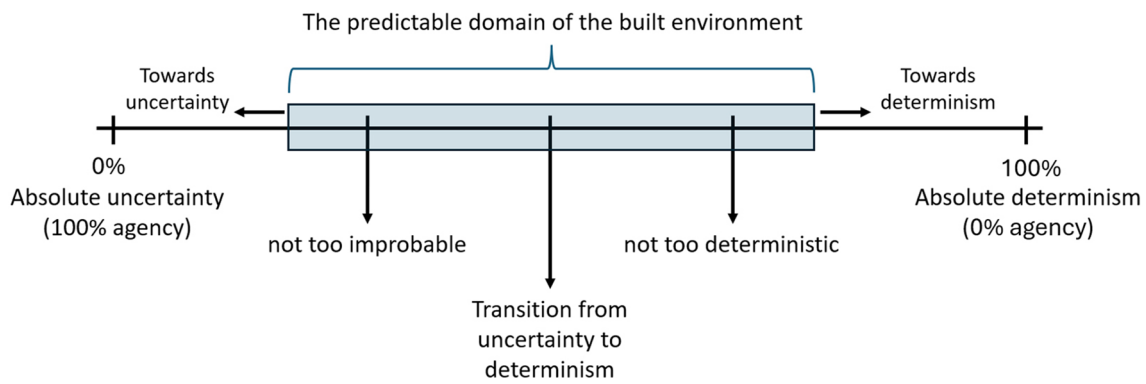 The predictable domain of the built environment
Towards
uncertainty
Towards
determinism
0%
Absolute uncertainty
(100% agency)
100%
Absolute determinism
(0% agency)
not too improbable
not too deterministic
Transition from
uncertainty to
determinism